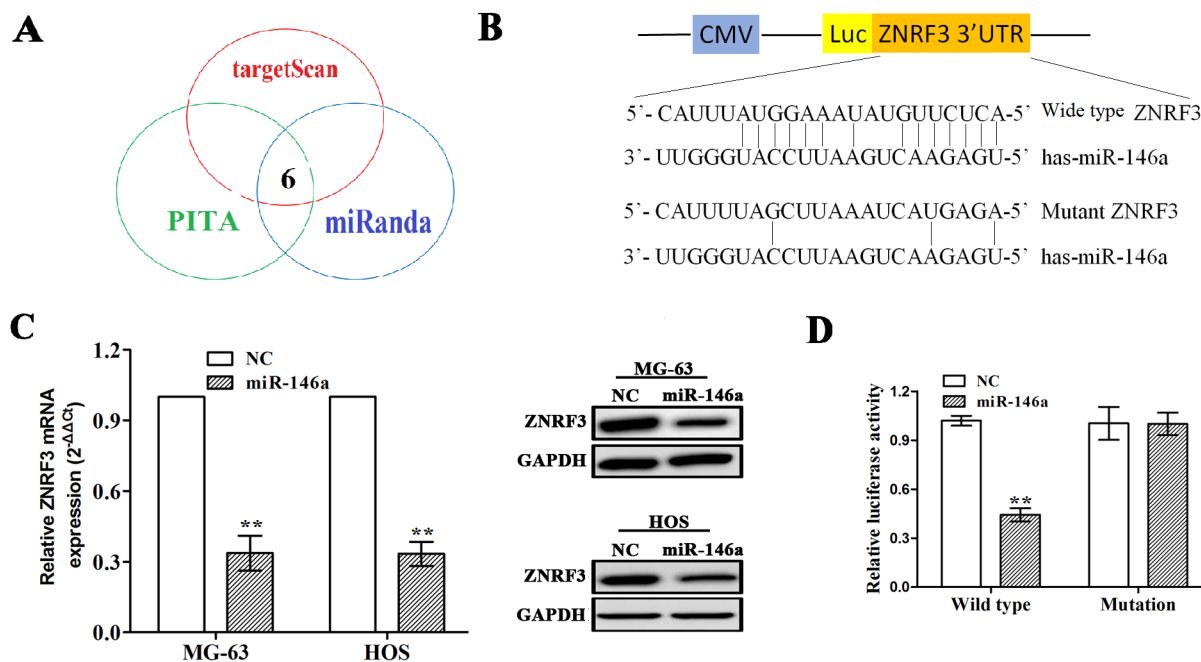 A
targetScan
6
PITA
miRanda
B
CMV
Luc
ZNRF3 3’UTR
5’- CAUUUAUGGAAAUAUGUUCUCA-5’ Wide type ZNRF3
3’- UUGGGUACCUUAAGUCAAGAGU-5’ has-miR-146a
5’- CAUUUUAGCUUAAAUCAUGAGA-5’ Mutant ZNRF3
3’- UUGGGUACCUUAAGUCAAGAGU-5’ has-miR-146a
C
Relative ZNRF3 mRNA
expression (2-ΔΔCt)
1.2
0.9
0.6
0.3
0.0
NC
miR-146a
**
**
MG-63
HOS
MG-63
NC miR-146a
ZNRF3
GAPDH
HOS
NC miR-146a
ZNRF3
GAPDH
D
Relative luciferase activity
1.2
0.9
0.6
0.3
0.0
NC
miR-146a
**
Wild type
Mutation